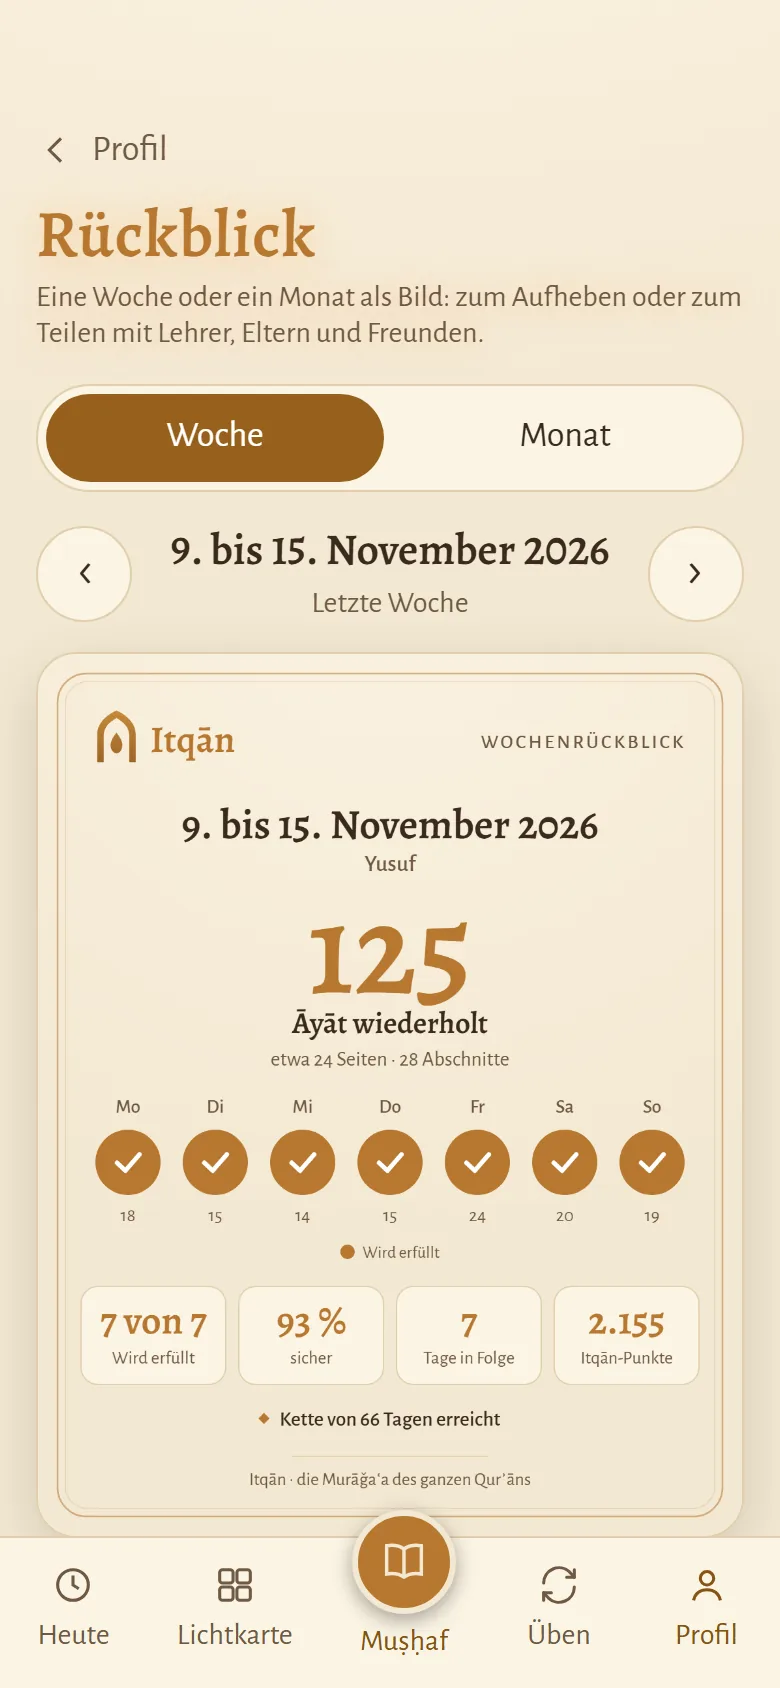 Profil
Rückblick
Eine Woche oder ein Monat als Bild: zum Aufheben oder zum
Teilen mit Lehrer, Eltern und Freunden.
Woche Monat
9. bis 15. November 2026
Letzte Woche
Itqān WOCHENRÜCKBLICK
9. bis 15. November 2026
Yusuf
125
Āyāt wiederholt
etwa 24 Seiten · 28 Abschnitte
Mo Di Mi Do Fr Sa So
18 15 14 15 24 20 19
Wird erfüllt
7 von 7 93 % 7 2.155
Wird erfüllt sicher Tage in Folge Itqān-Punkte
Kette von 66 Tagen erreicht
Itqān · die Murāǧaʿa des ganzen Qurʾāns
Heute Lichtkarte Muṣḥaf Üben Profil